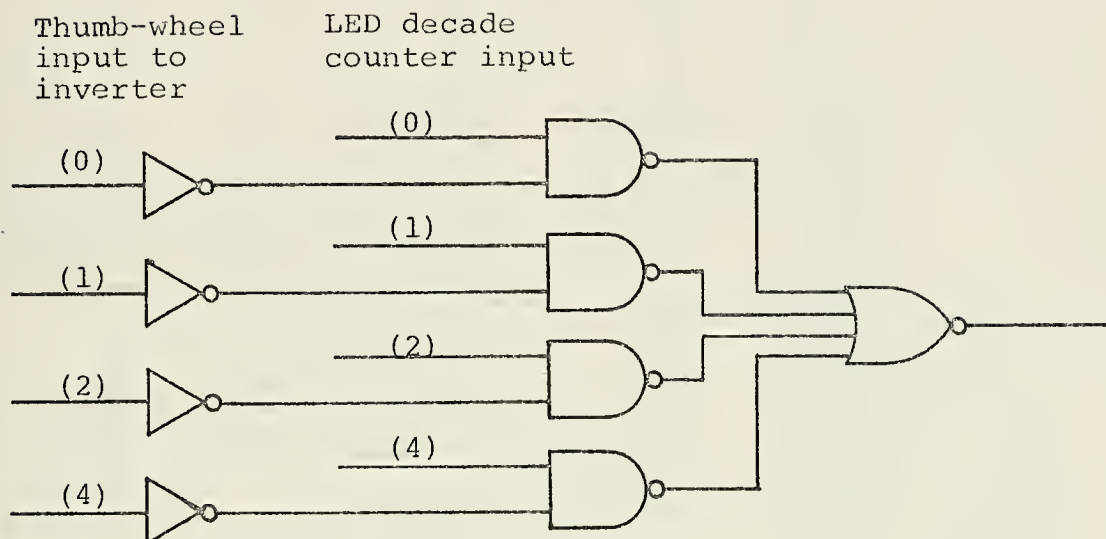 Thumb-wheel
input to
inverter
LED decade
counter input
(0)
(0)
(1)
(1)
(2)
(2)
(4)
(4)